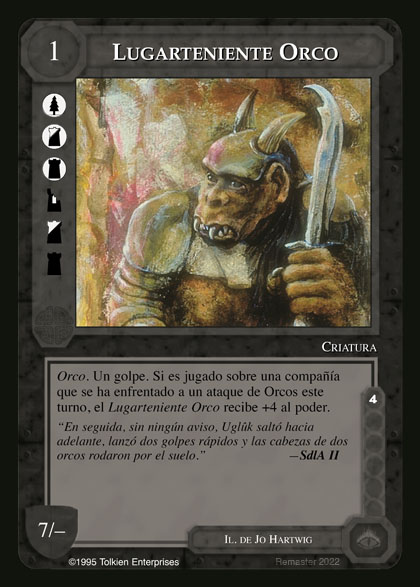 1
LUGARTENIENTE ORCO
CRIATURA
Orco. Un golpe. Si es jugado sobre una compañía
que se ha enfrentado a un ataque de Orcos este
turno, el Lugarteniente Orco recibe +4 al poder.
4
“En seguida, sin ningún aviso, Uglûk saltó hacia
adelante, lanzó dos golpes rápidos y las cabezas de dos
orcos rodaron por el suelo.” —SdlA II
7/–
IL. DE JO HARTWIG
©1995 Tolkien Enterprises
Remaster 2022